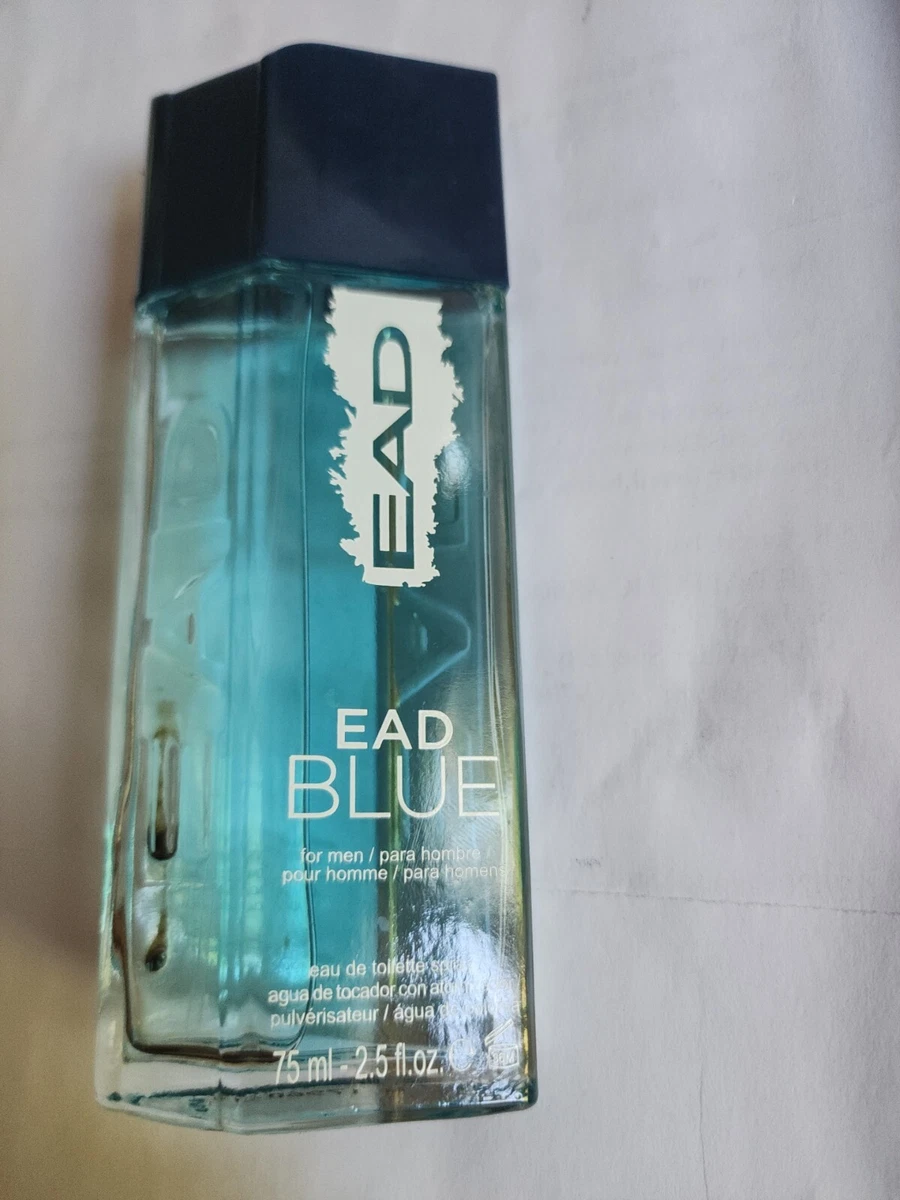 EAD
EAD
BLUE
for men / para hombre /
pour homme / para homens
eau de toilette
agua de tocador con
pulvérisateur / água
75 ml - 2.5 fl.oz. e